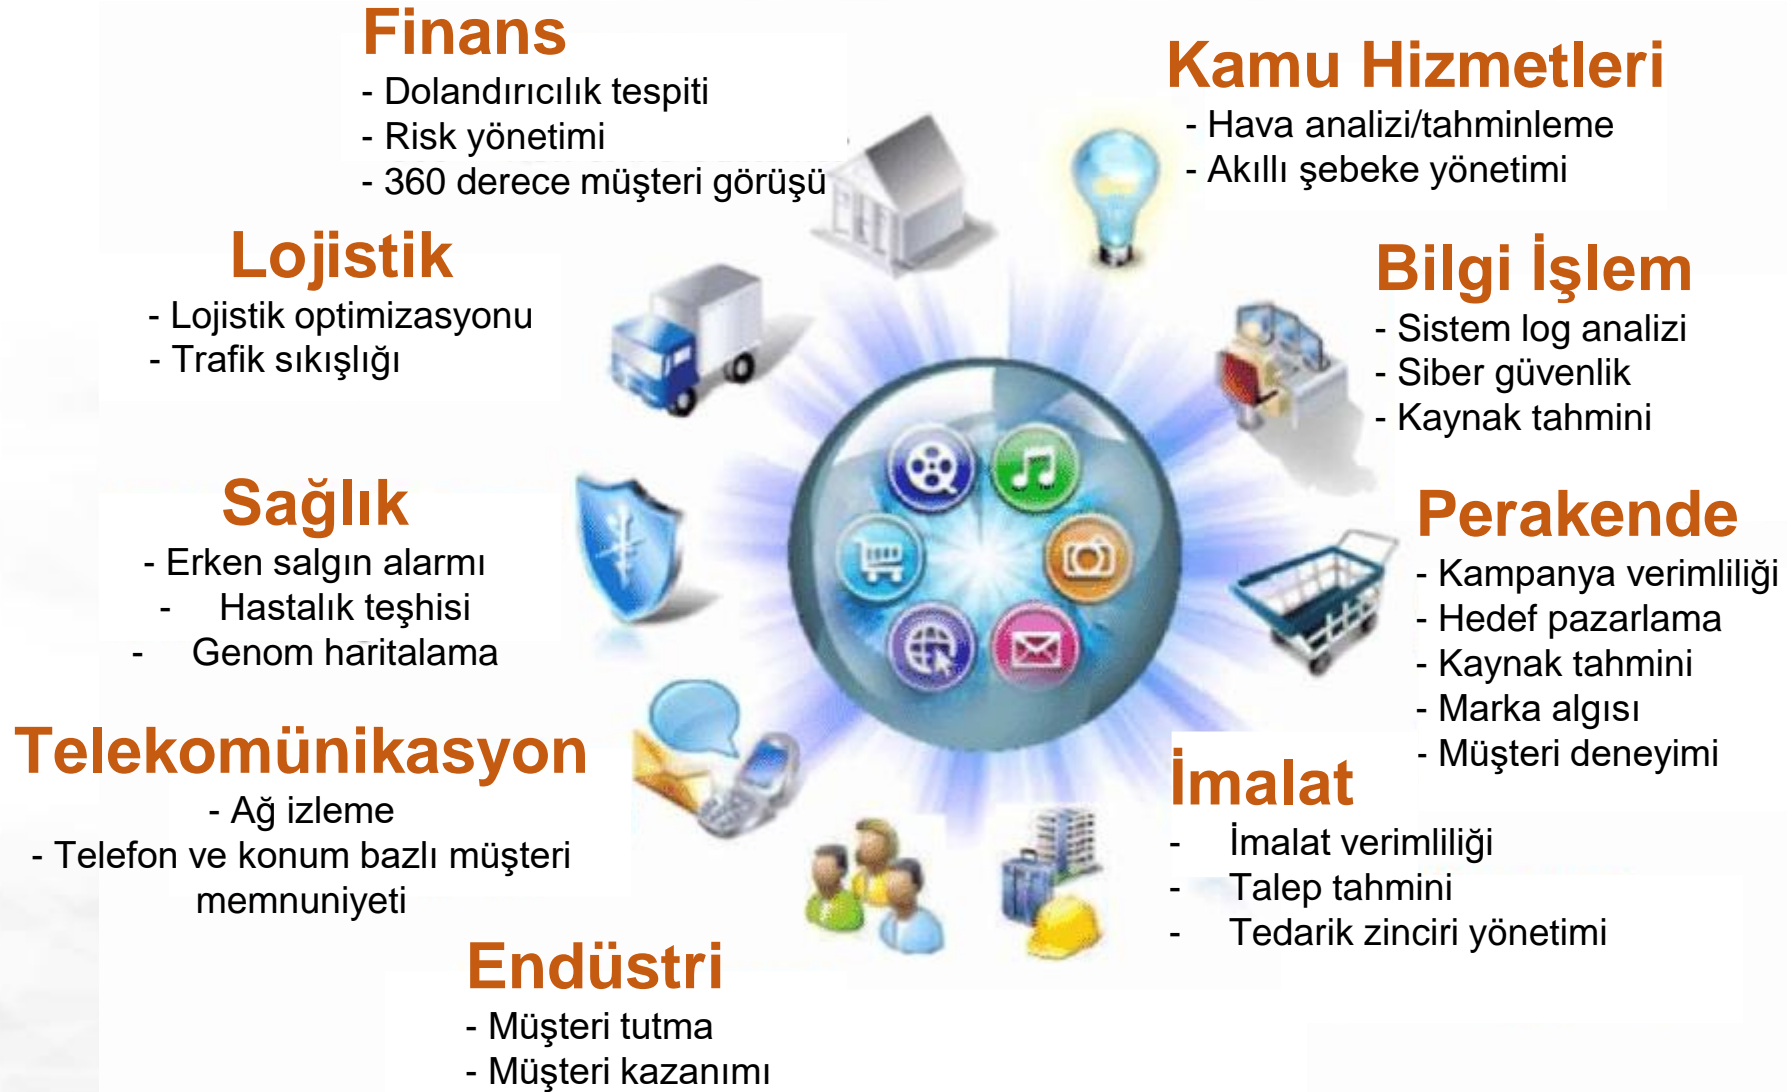 Finans
- Dolandırıcılık tespiti
- Risk yönetimi
- 360 derece müşteri görüşü
Kamu Hizmetleri
- Hava analizi/tahminleme
- Akıllı şebeke yönetimi
Lojistik
- Lojistik optimizasyonu
- Trafik sıkışlığı
Bilgi İşlem
- Sistem log analizi
- Siber güvenlik
- Kaynak tahmini
Sağlık
- Erken salgın alarmı
- Hastalık teşhisi
- Genom haritalama
Perakende
- Kampanya verimliliği
- Hedef pazarlama
- Kaynak tahmini
- Marka algısı
- Müşteri deneyimi
Telekomünikasyon
- Ağ izleme
- Telefon ve konum bazlı müşteri
memnuniyeti
İmalat
- İmalat verimliliği
- Talep tahmini
- Tedarik zinciri yönetimi
Endüstri
- Müşteri tutma
- Müşteri kazanımı